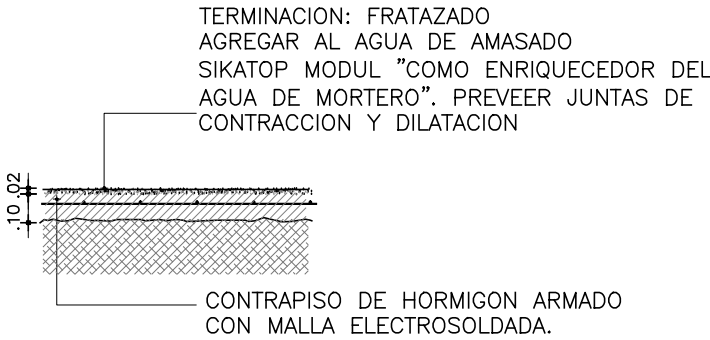 TERMINACION: FRATAZADO
AGREGAR AL AGUA DE AMASADO
SIKATOP MODUL "COMO ENRIQUECEDOR DEL
AGUA DE MORTERO". PREVEER JUNTAS DE
CONTRACCION Y DILATACION
.10 .02
CONTRAPISO DE HORMIGON ARMADO
CON MALLA ELECTROSOLDADA.